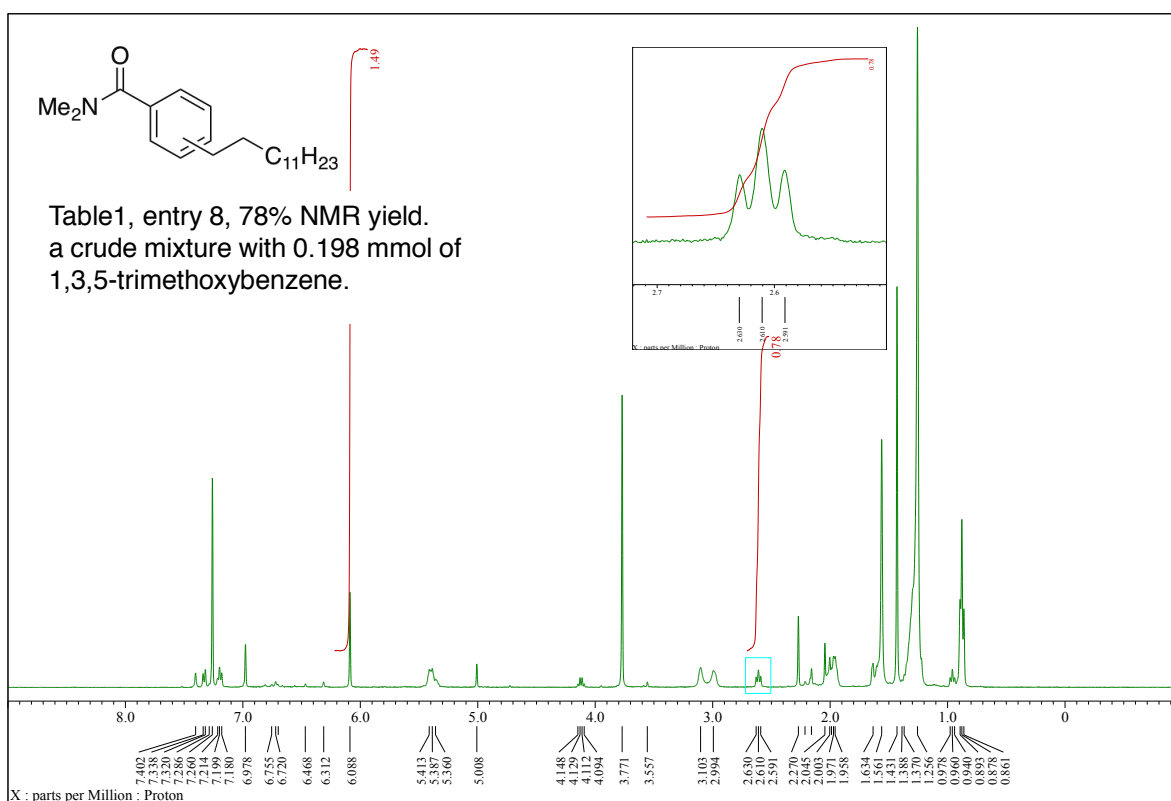 1.49
0.78
O
Me2N
C11H23
Table1, entry 8, 78% NMR yield.
a crude mixture with 0.198 mmol of
1,3,5-trimethoxybenzene.
2.7 2.6
2.630 2.610 2.591
X : parts per Million : Proton
0.78
8.0 7.0 6.0 5.0 4.0 3.0 2.0 1.0 0
7.402 7.338 7.320 7.286 7.260 7.214 7.199 7.180 6.978 6.755 6.720 6.468 6.312 6.088 5.413 5.387 5.360 5.008 4.148 4.129 4.112 4.094 3.771 3.557 3.103 2.994 2.630 2.610 2.591 2.270 2.045 2.003 1.971 1.958 1.634 1.561 1.431 1.388 1.370 1.256 0.978 0.960 0.940 0.893 0.878 0.861
X : parts per Million : Proton